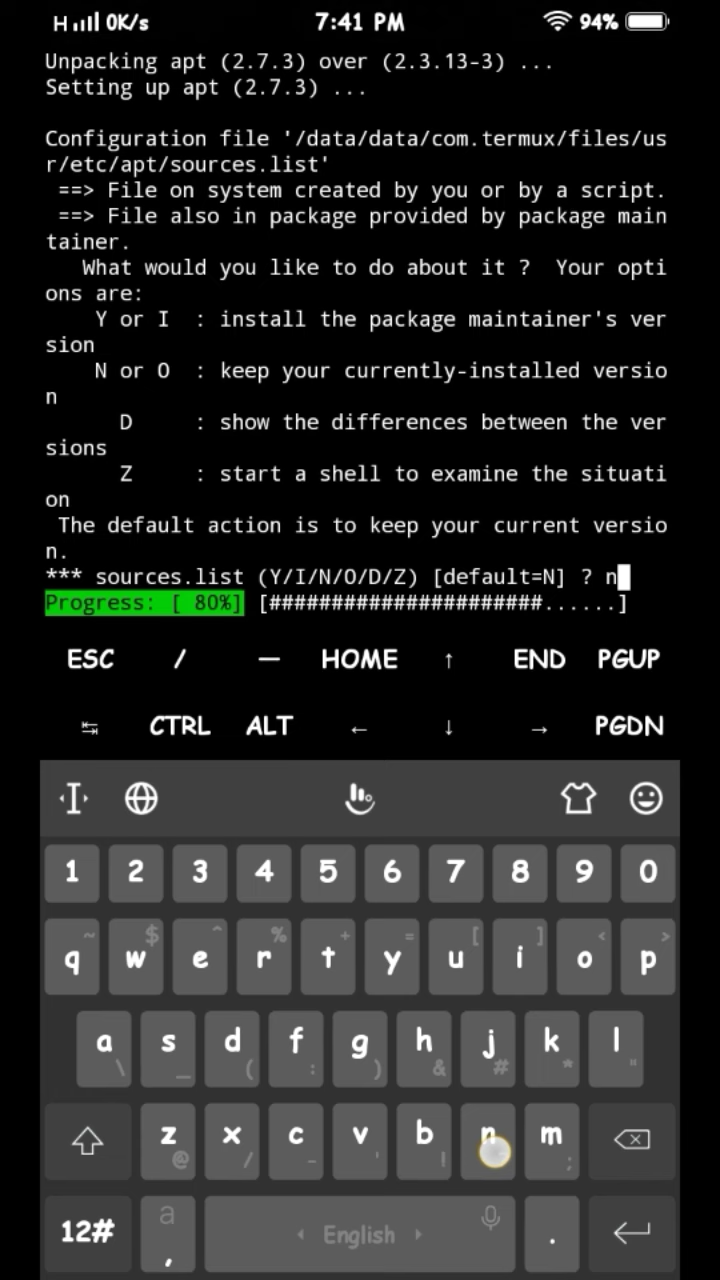 H 0K/s 7:41 PM 94%
Unpacking apt (2.7.3) over (2.3.13-3) ...
Setting up apt (2.7.3) ...
Configuration file '/data/data/com.termux/files/us
r/etc/apt/sources.list'
==> File on system created by you or by a script.
==> File also in package provided by package main
tainer.
What would you like to do about it ?  Your opti
ons are:
Y or I  : install the package maintainer's ver
sion
N or O  : keep your currently-installed versio
n
D     : show the differences between the ver
sions
Z     : start a shell to examine the situati
on
The default action is to keep your current versio
n.
*** sources.list (Y/I/N/O/D/Z) [default=N] ? n
Progress: [ 80%] [######################......]
ESC / — HOME ↑ END PGUP
↹ CTRL ALT ← ↓ → PGDN
1 2 3 4 5 6 7 8 9 0
~ $ ^ % + = [ ] < >
q w e r t y u i o p
a s d f g h j k l
\ _ ( : ) & # * "
z x c v b n m
@ / - ' ! ;
12# a , English .